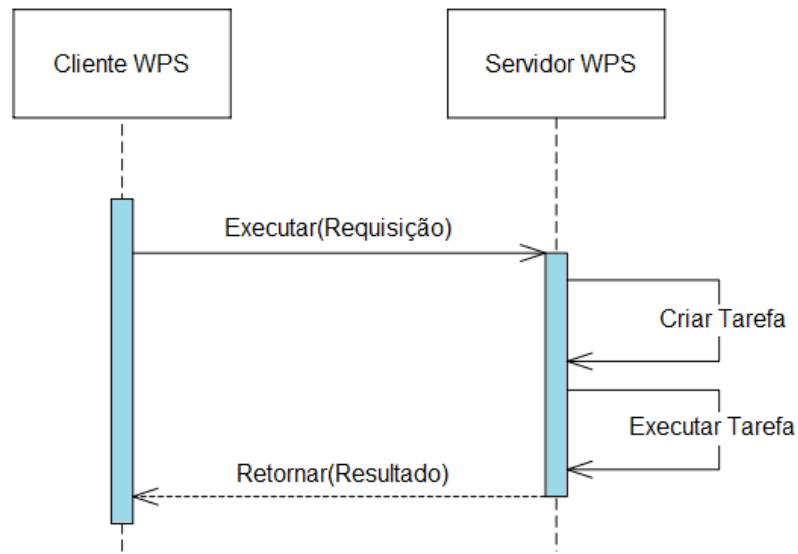 Cliente WPS
Servidor WPS
Executar(Requisição)
Criar Tarefa
Executar Tarefa
Retornar(Resultado)